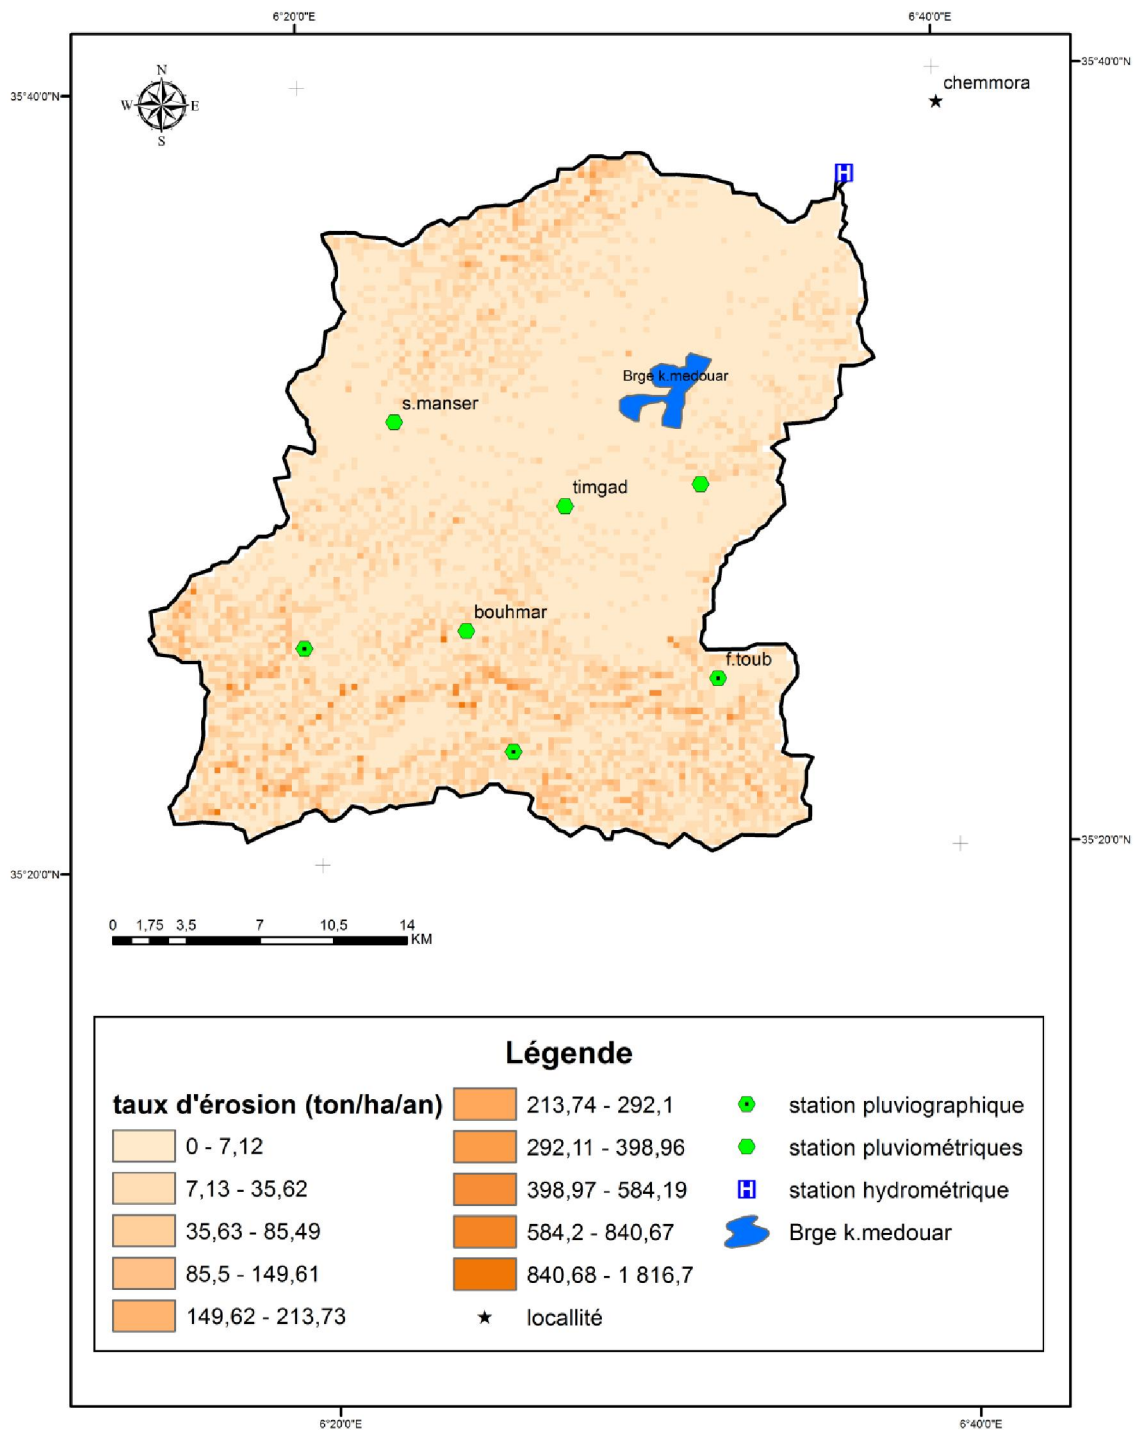 6°20'0"E
6°40'0"E
35°40'0"N
35°40'0"N
N
W
E
S
chemmora
H
Brge k.medouar
s.manser
timgad
bouhmar
f.toub
35°20'0"N
35°20'0"N
0 1,75 3,5 7 10,5 14
KM
Légende
taux d'érosion (ton/ha/an)
0 - 7,12
7,13 - 35,62
35,63 - 85,49
85,5 - 149,61
149,62 - 213,73
213,74 - 292,1
292,11 - 398,96
398,97 - 584,19
584,2 - 840,67
840,68 - 1 816,7
locallité
station pluviographique
station pluviométriques
H station hydrométrique
Brge k.medouar
6°20'0"E
6°40'0"E